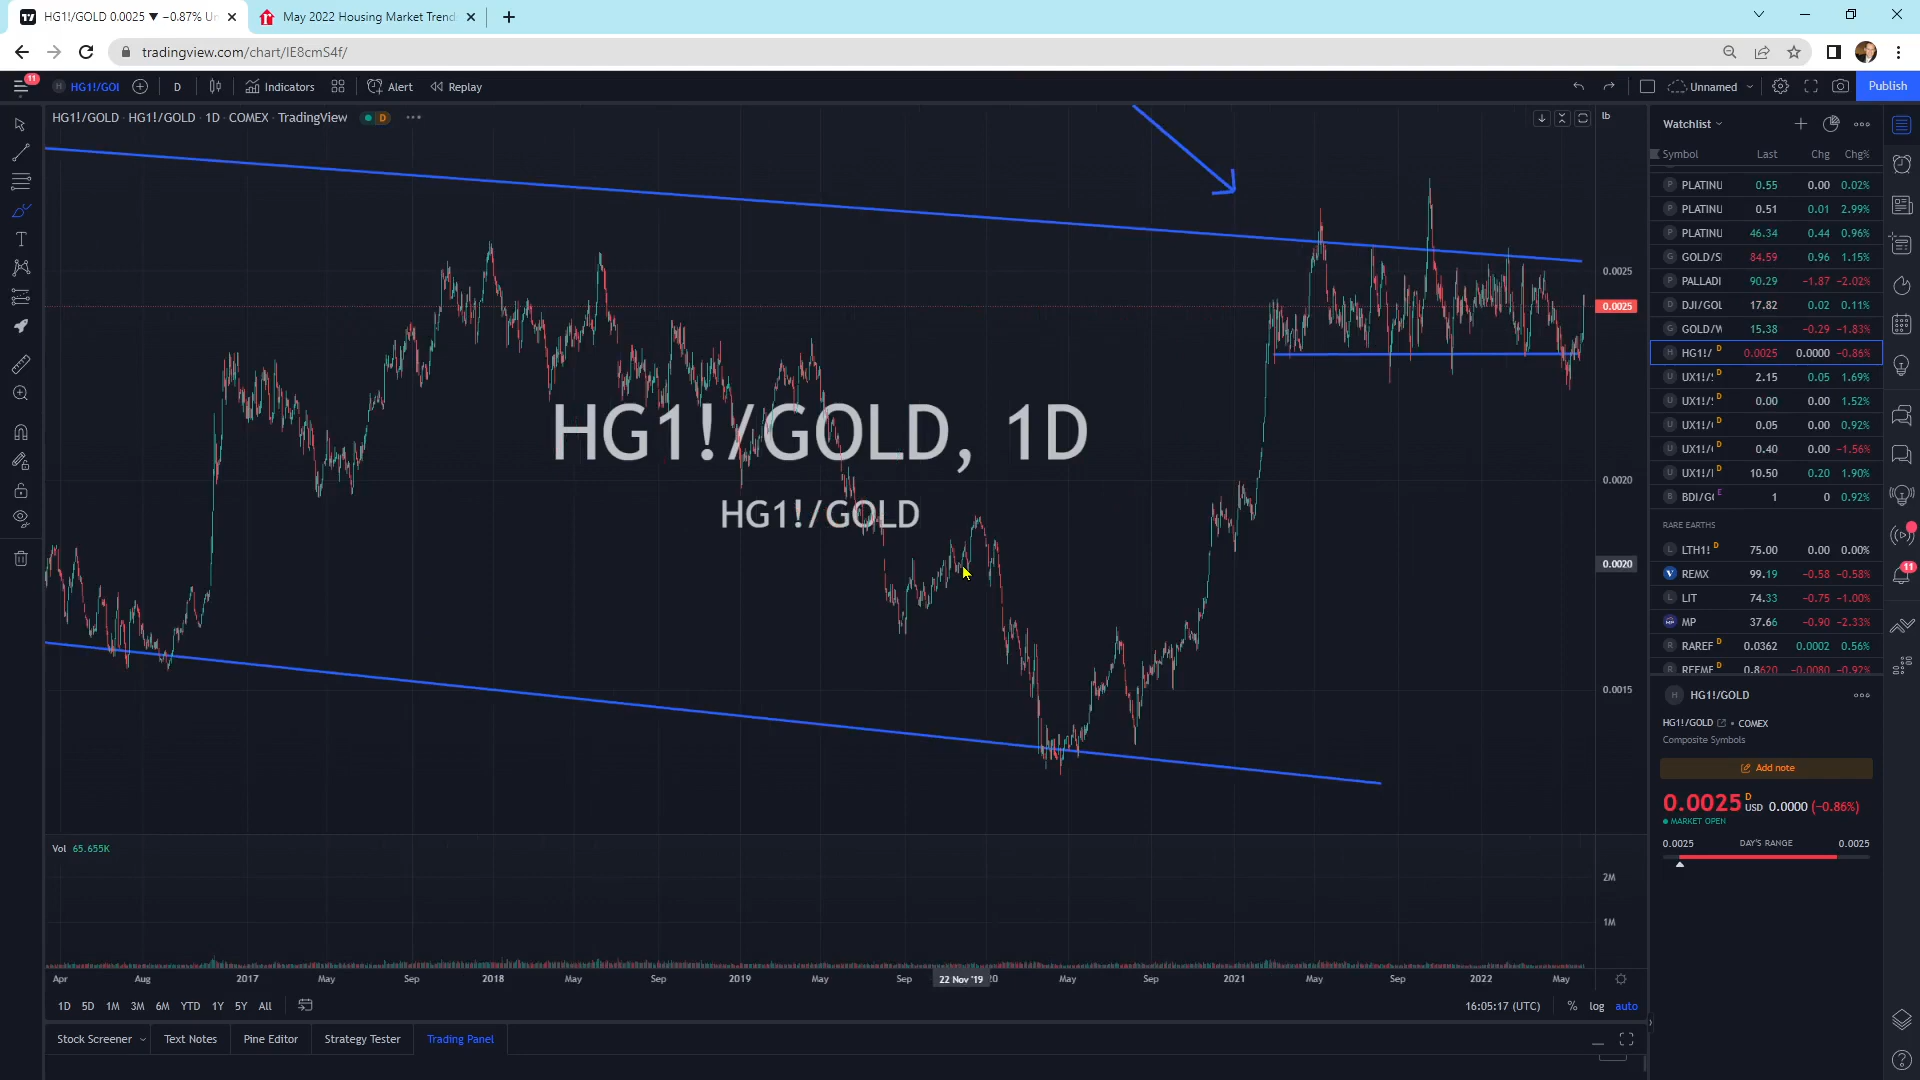 HG1!/GOLD 0.0025 ▼ −0.87% Un
May 2022 Housing Market Trend
tradingview.com/chart/IE8cmS4f/
11
HG1!/GOI
D
Indicators
Alert
Replay
Unnamed
Publish
HG1!/GOLD · HG1!/GOLD · 1D · COMEX · TradingView
D
lb
0.0025
0.0025
0.0020
0.0020
0.0015
HG1!/GOLD, 1D
HG1!/GOLD
Vol 65.655K
2M
1M
Apr Aug 2017 May Sep 2018 May Sep 2019 May Sep 22 Nov '19 20 May Sep 2021 May Sep 2022 May
1D 5D 1M 3M 6M YTD 1Y 5Y All
16:05:17 (UTC) % log auto
Stock Screener Text Notes Pine Editor Strategy Tester Trading Panel
Watchlist
Symbol Last Chg Chg%
P PLATINU 0.55 0.00 0.02%
P PLATINU 0.51 0.01 2.99%
P PLATINU 46.34 0.44 0.96%
G GOLD/SI 84.59 0.96 1.15%
P PALLADI 90.29 −1.87 −2.02%
D DJI/GOL 17.82 0.02 0.11%
G GOLD/W 15.38 −0.29 −1.83%
H HG1!/ D 0.0025 0.0000 −0.86%
U UX1!/ D 2.15 0.05 1.69%
U UX1!/ D 0.00 0.00 1.52%
U UX1!/ D 0.05 0.00 0.92%
U UX1!/ D 0.40 0.00 −1.56%
U UX1!/ D 10.50 0.20 1.90%
B BDI/G E 1 0 0.92%
RARE EARTHS
L LTH1! D 75.00 0.00 0.00%
REMX 99.19 −0.58 −0.58%
L LIT 74.33 −0.75 −1.00%
MP 37.66 −0.90 −2.33%
R RAREF D 0.0362 0.0002 0.56%
R REEMF D 0.8620 −0.0080 −0.92%
H HG1!/GOLD
HG1!/GOLD • COMEX
Composite Symbols
Add note
0.0025 D USD 0.0000 (−0.86%)
MARKET OPEN
0.0025 DAY'S RANGE 0.0025
11